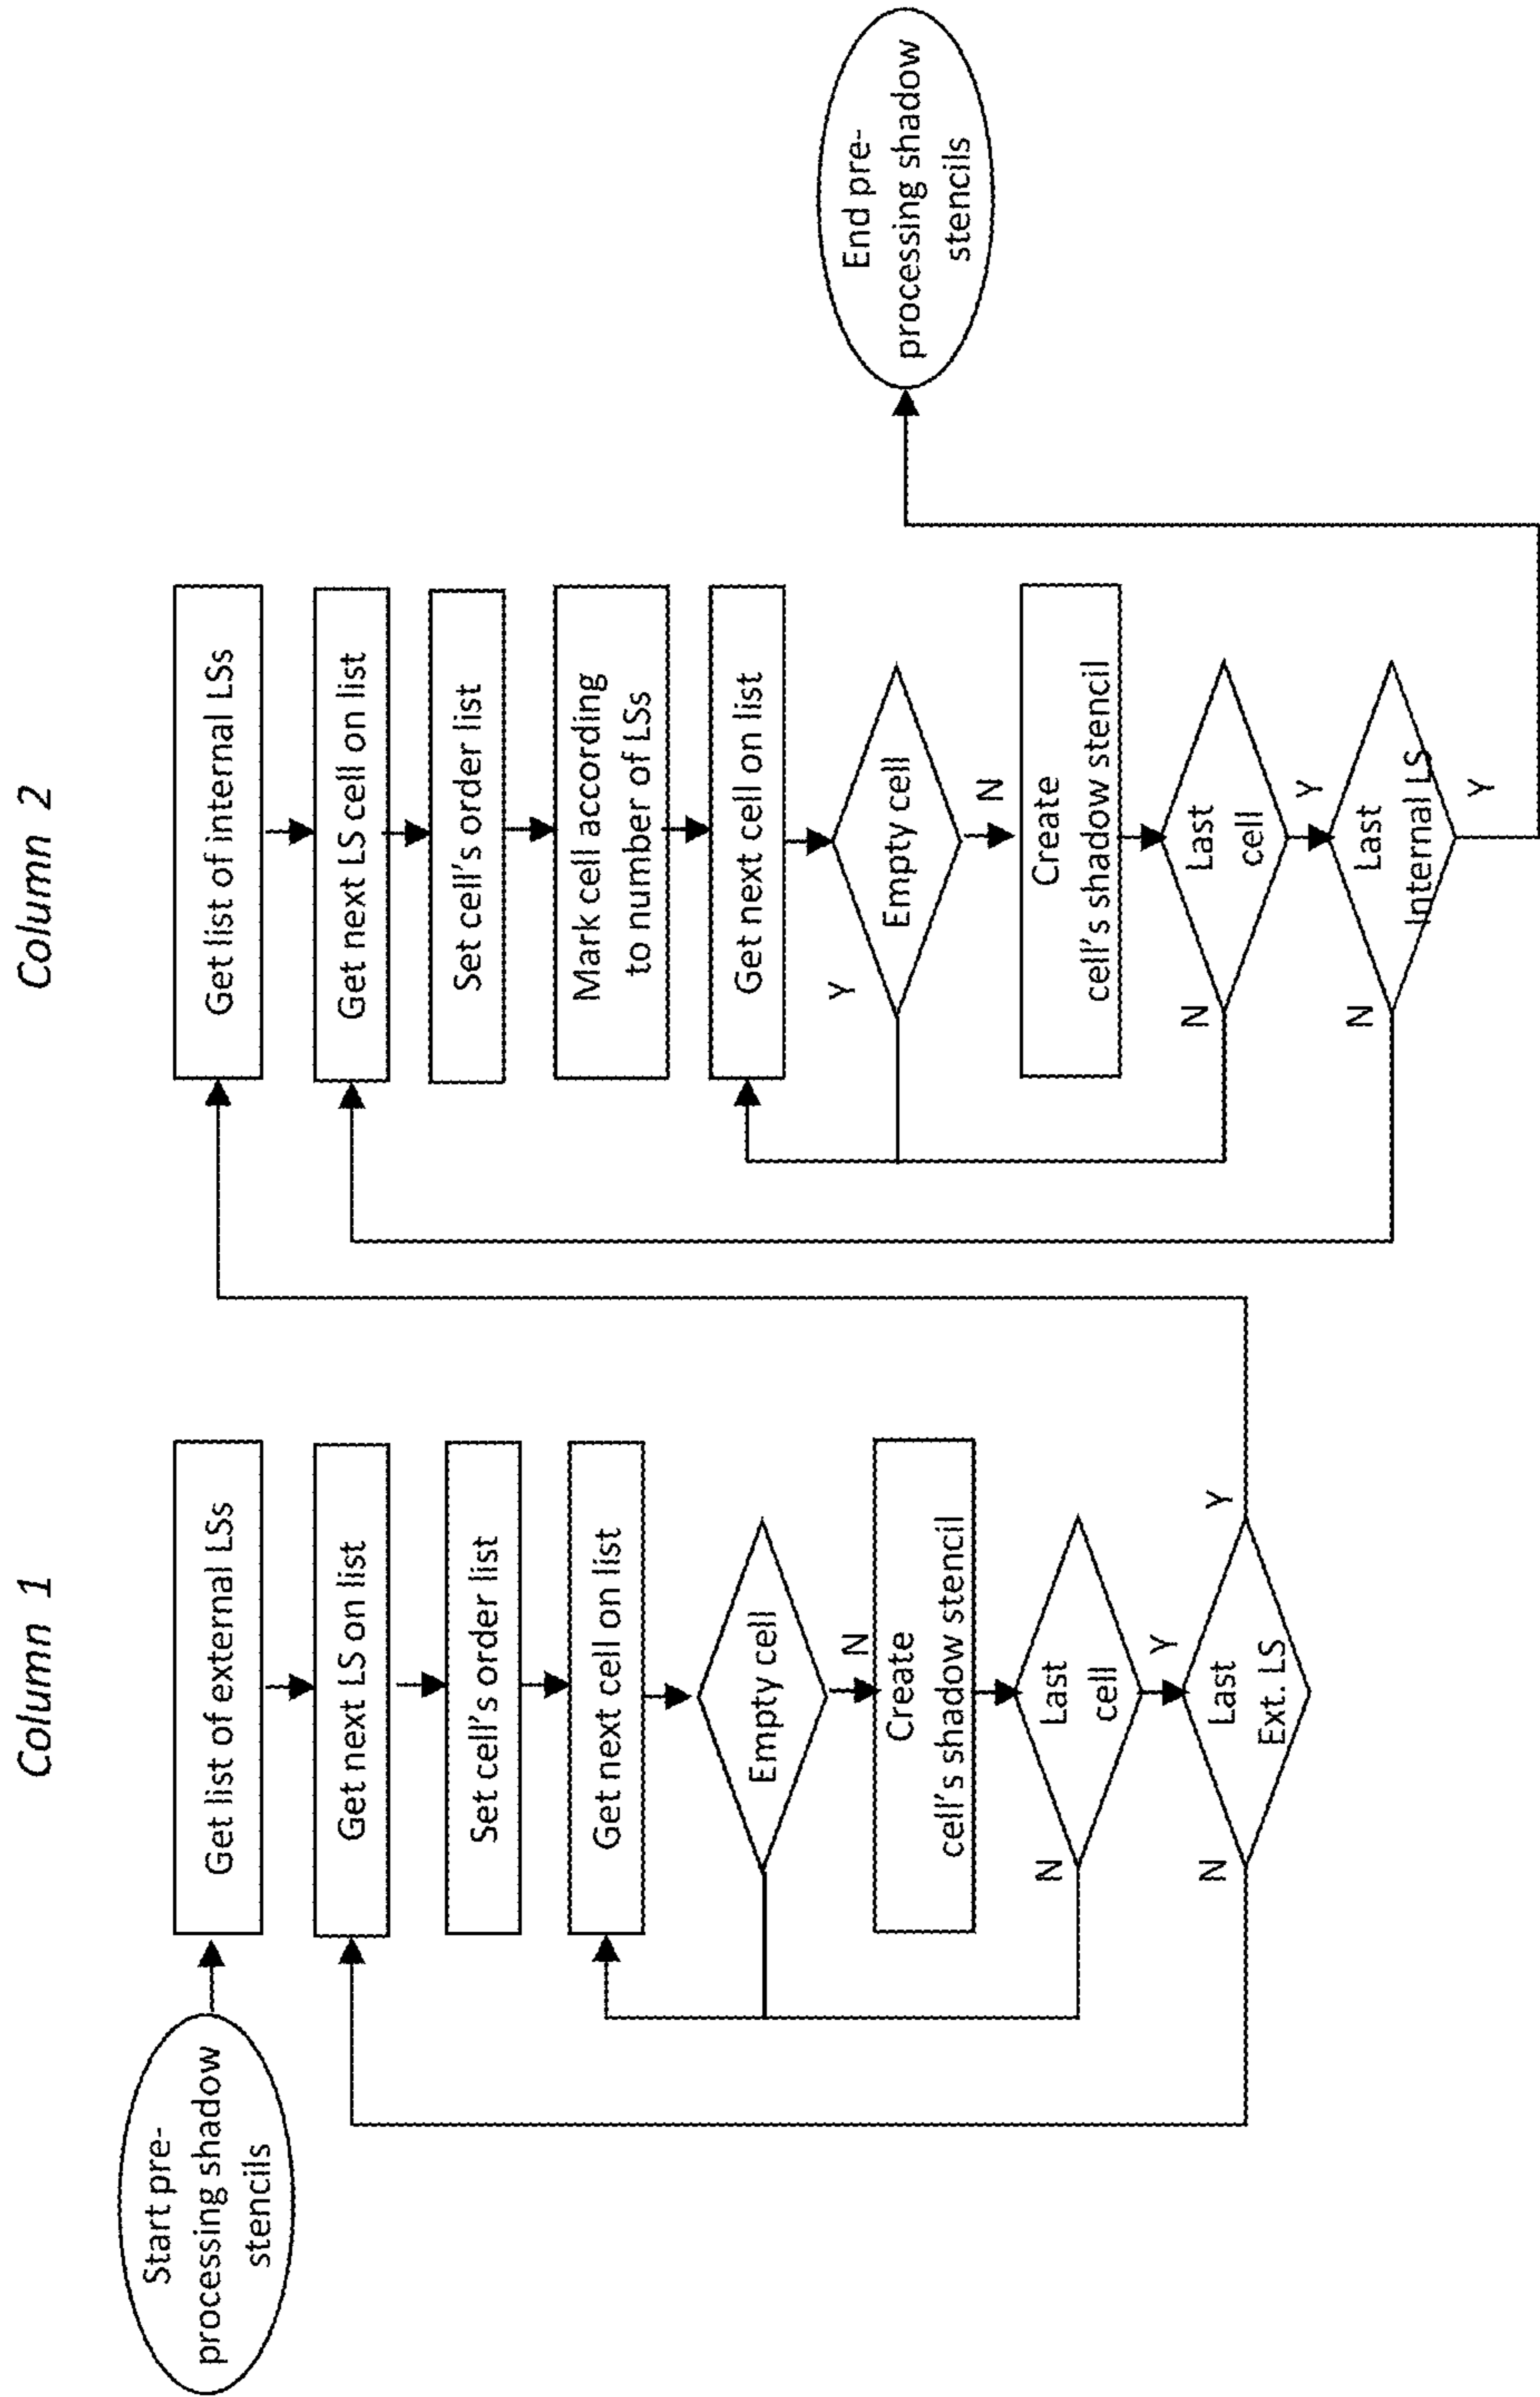 Column 1
Start pre-
processing shadow
stencils
Get list of external LSs
Get next LS on list
Set cell's order list
Get next cell on list
Empty cell
N
Create
cell's shadow stencil
Last
cell
N
Y
Last
Ext. LS
N
Y
Column 2
Get list of internal LSs
Get next LS cell on list
Set cell's order list
Mark cell according
to number of LSs
Get next cell on list
Empty cell
Y
N
Create
cell's shadow stencil
Last
cell
N
Y
Last
Internal LS
N
Y
End pre-
processing shadow
stencils